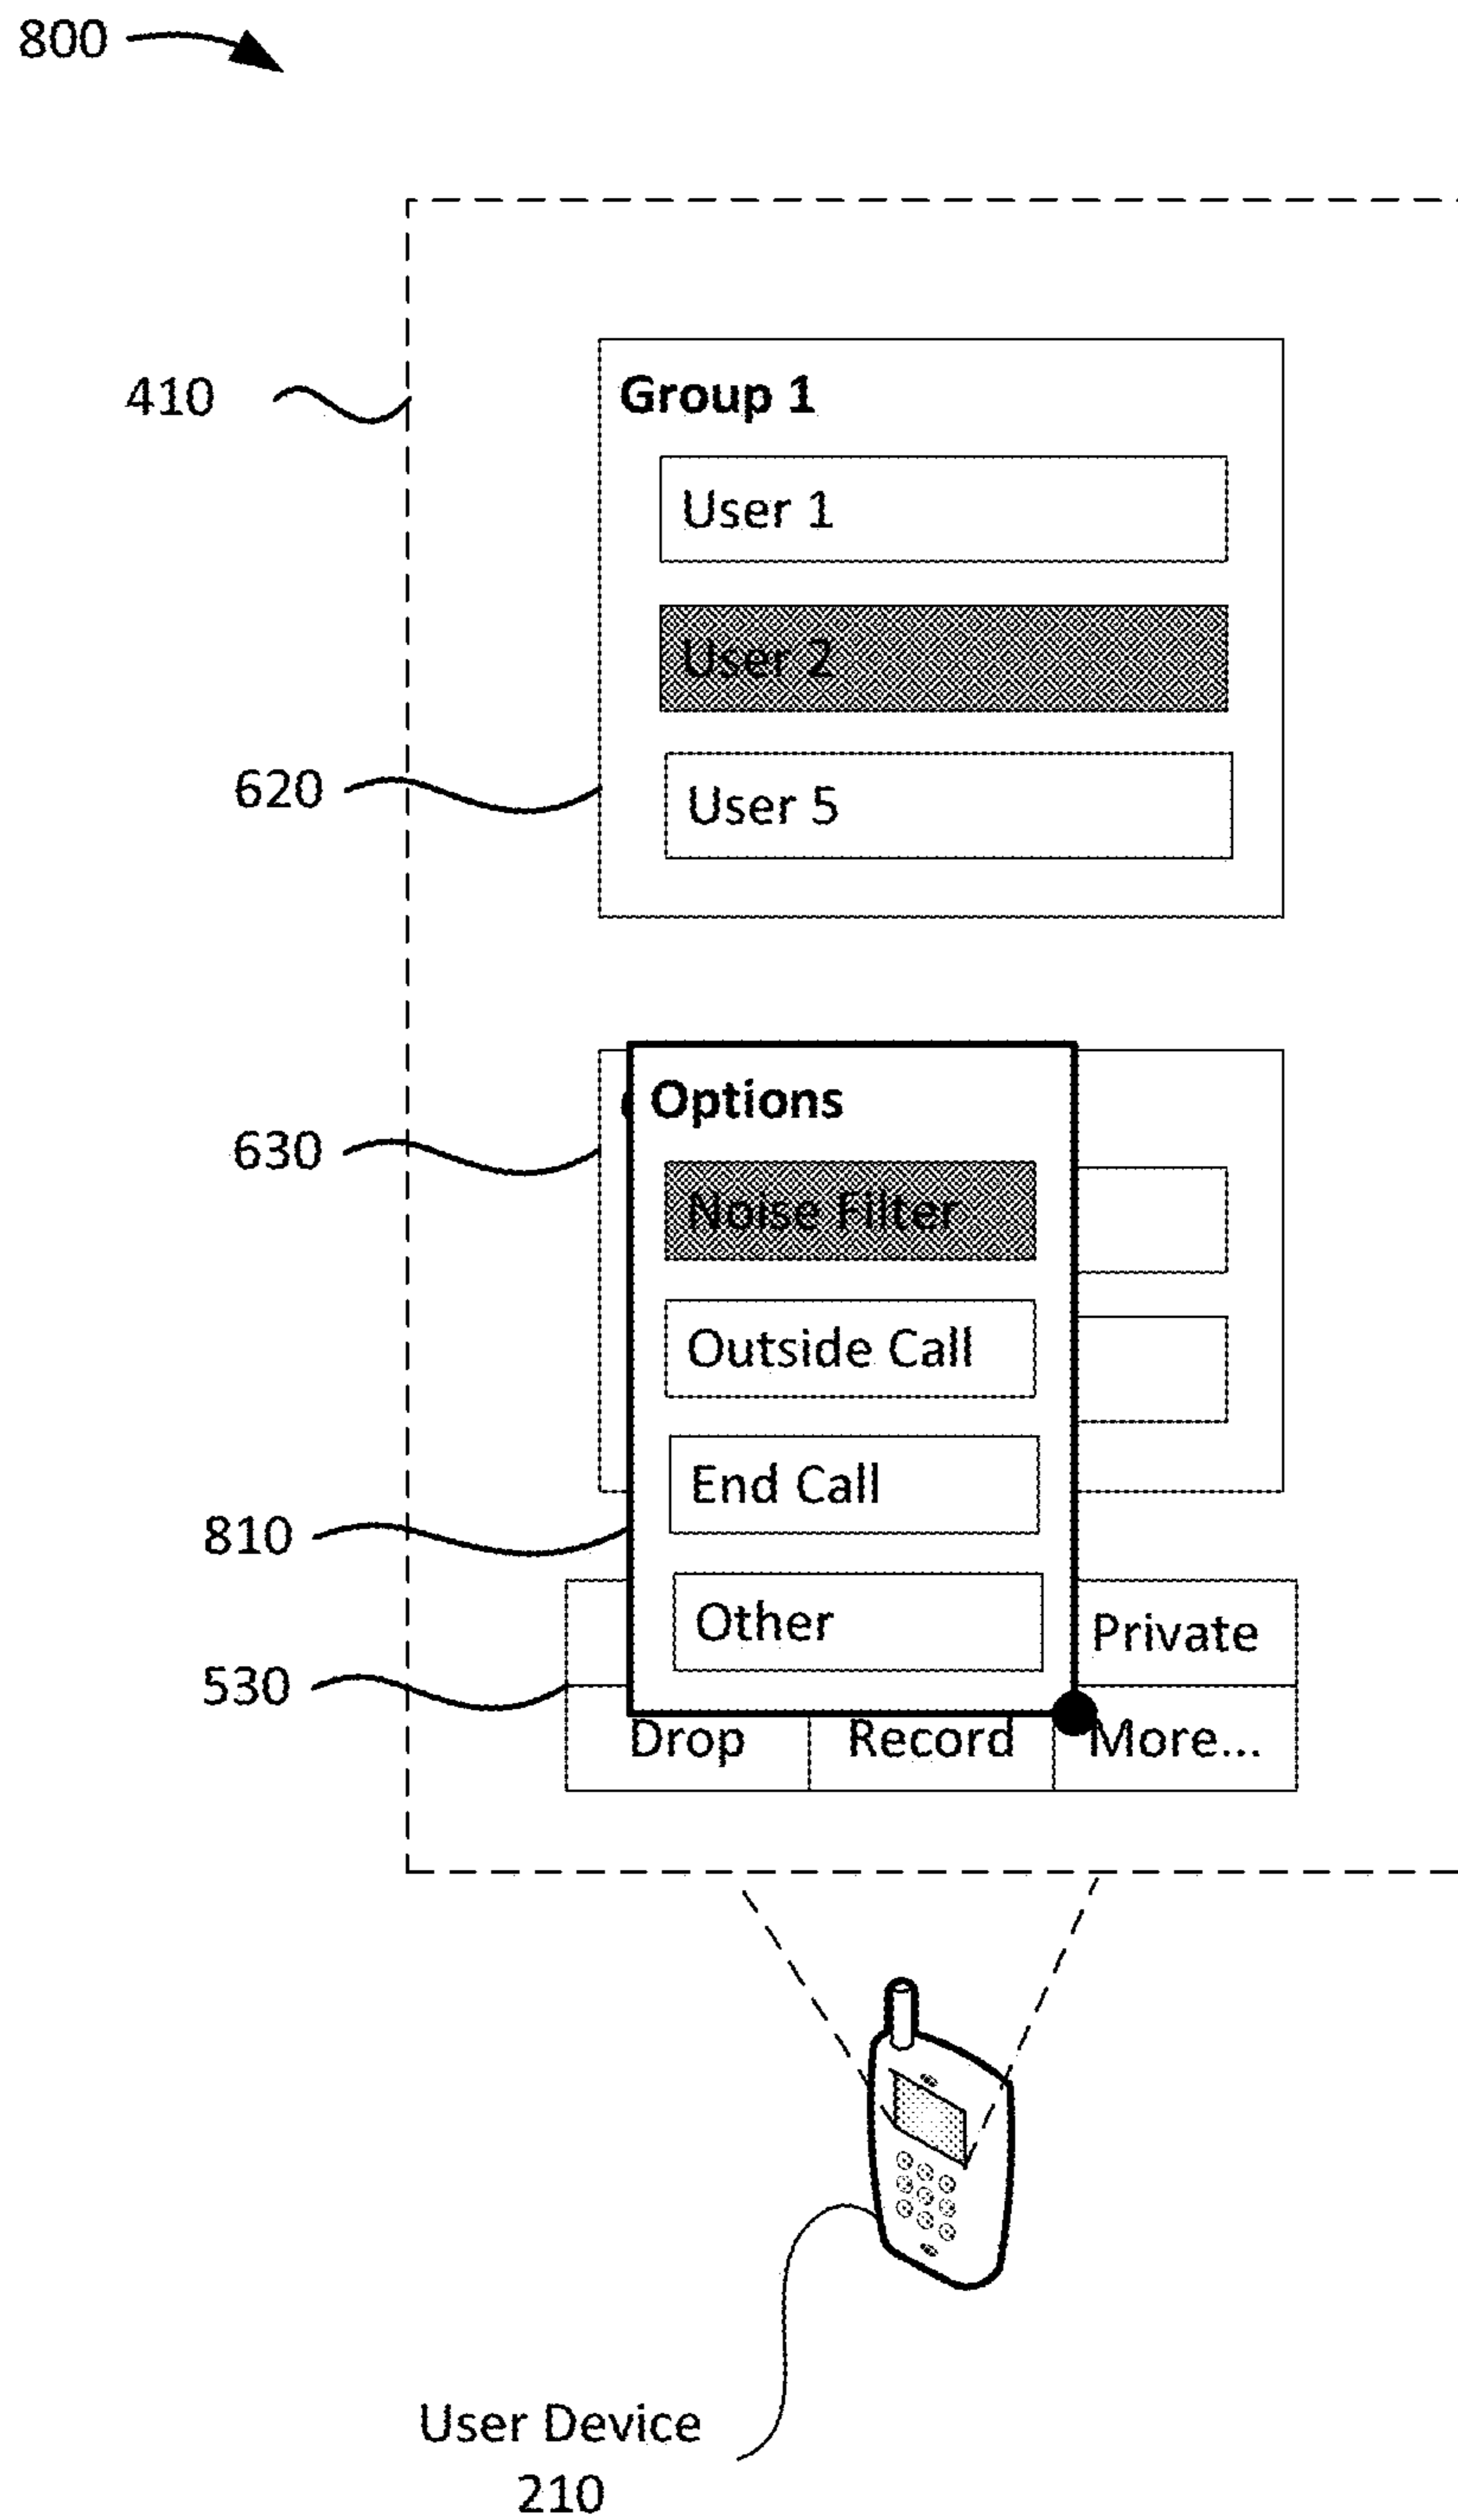 800
410
Group 1
User 1
User 2
620
User 5
Options
630
Noise Filter
Outside Call
End Call
810
Other
Private
530
Drop Record More...
User Device
210